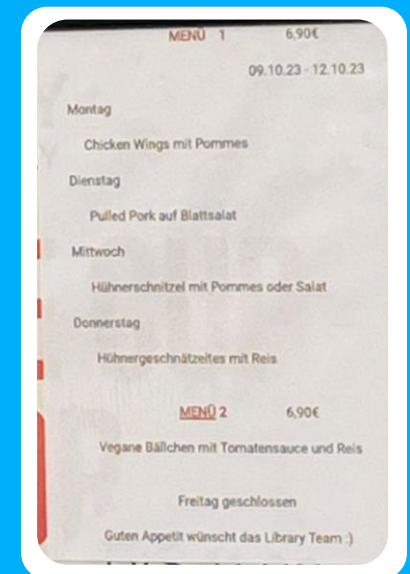 MENÜ 1 6,90€
09.10.23 - 12.10.23
Montag
Chicken Wings mit Pommes
Dienstag
Pulled Pork auf Blattsalat
Mittwoch
Hühnerschnitzel mit Pommes oder Salat
Donnerstag
Hühnergeschnätzeltes mit Reis
MENÜ 2 6,90€
Vegane Bällchen mit Tomatensauce und Reis
Freitag geschlossen
Guten Appetit wünscht das Library Team :)